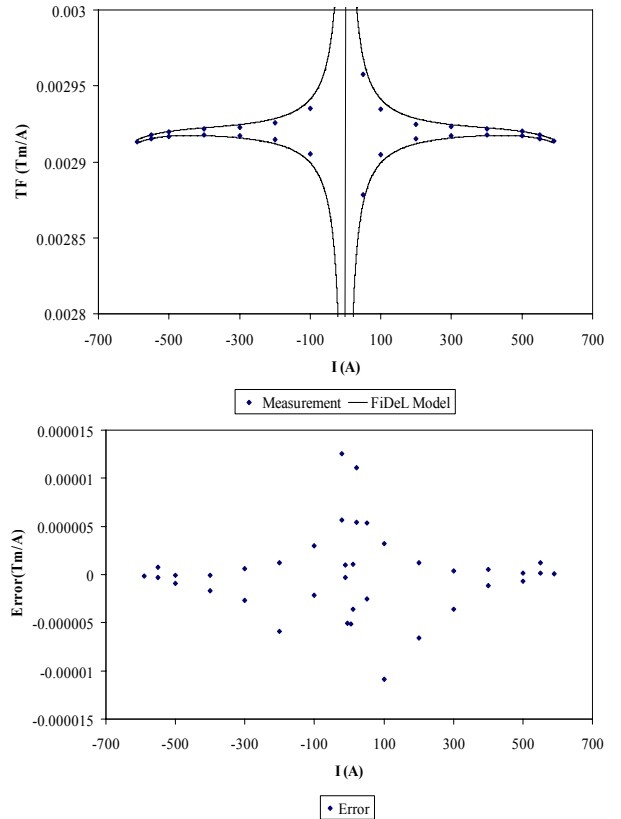 0.003
0.00295
0.0029
0.00285
0.0028
TF (Tm/A)
-700 -500 -300 -100 100 300 500 700
I (A)
Measurement FiDeL Model
0.000015
0.00001
0.000005
0
-0.000005
-0.00001
-0.000015
Error(Tm/A)
-700 -500 -300 -100 100 300 500 700
I (A)
Error